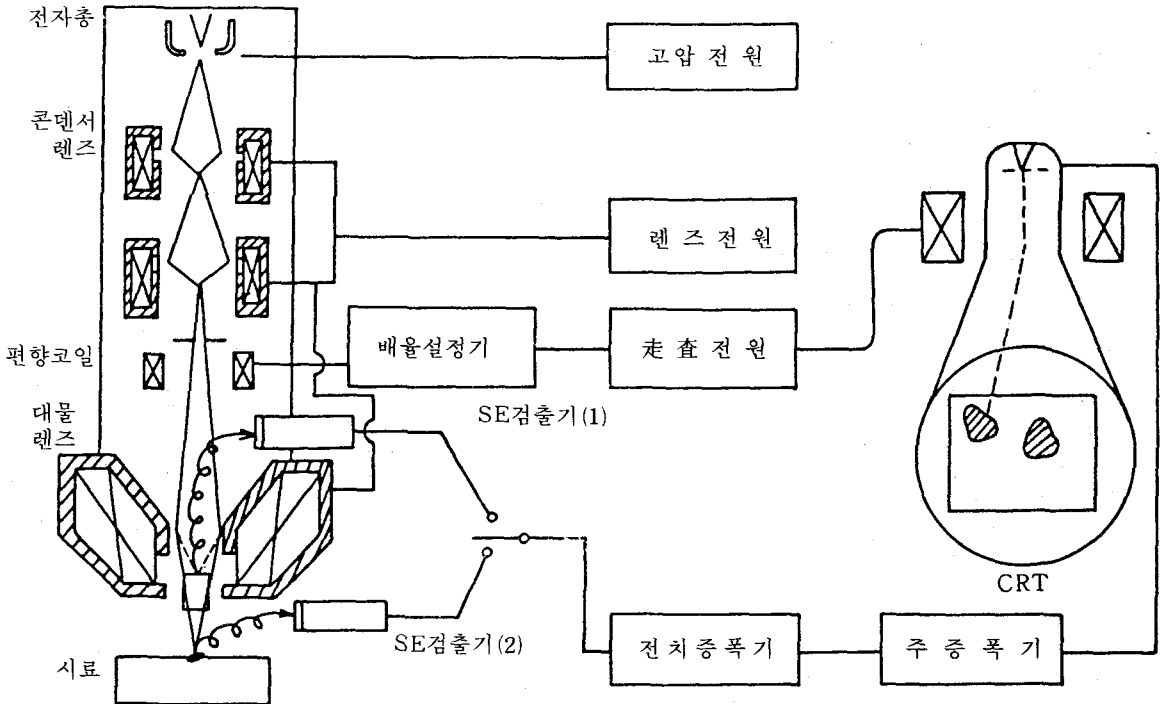 전자총
고 압 전 원
콘덴서
렌즈
렌 즈 전 원
편향코일
배율설정기
走 査 전 원
대물
렌즈
SE검출기(1)
CRT
SE검출기(2)
시료
전 치 증 폭 기
주 증 폭 기